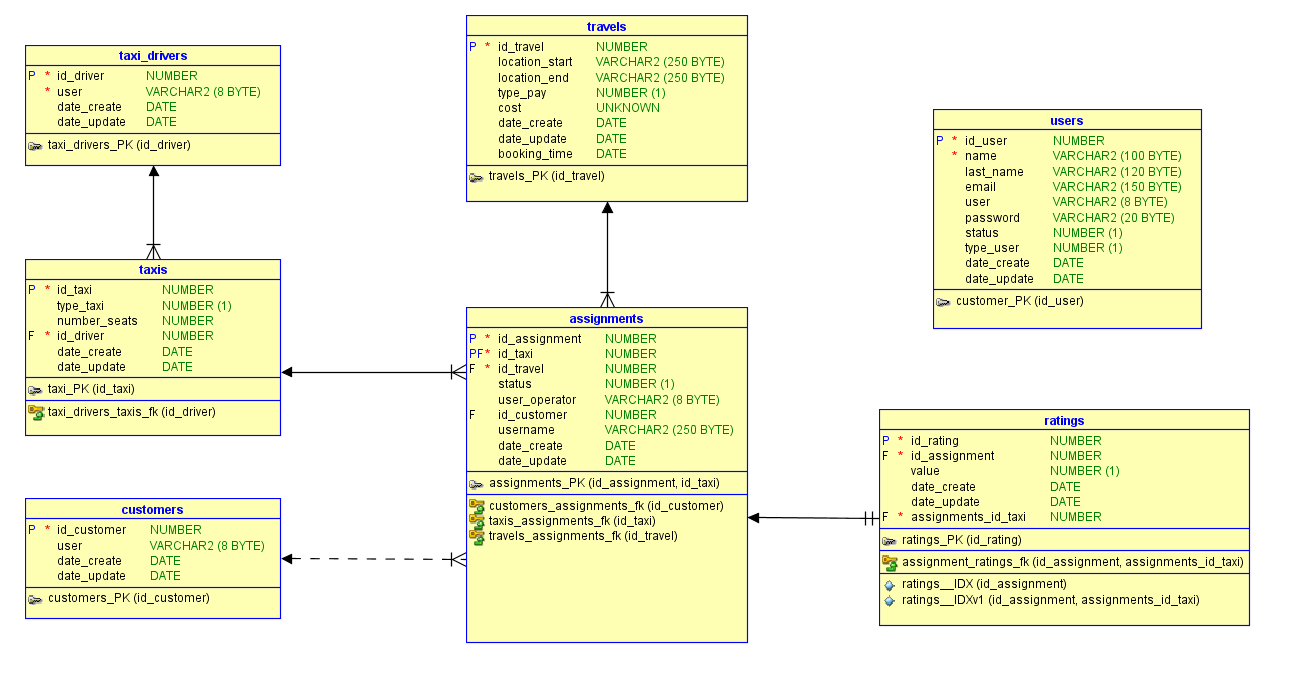 taxi_drivers
P * id_driver NUMBER
* user VARCHAR2 (8 BYTE)
date_create DATE
date_update DATE
taxi_drivers_PK (id_driver)
travels
P * id_travel NUMBER
location_start VARCHAR2 (250 BYTE)
location_end VARCHAR2 (250 BYTE)
type_pay NUMBER (1)
cost UNKNOWN
date_create DATE
date_update DATE
booking_time DATE
travels_PK (id_travel)
users
P * id_user NUMBER
* name VARCHAR2 (100 BYTE)
last_name VARCHAR2 (120 BYTE)
email VARCHAR2 (150 BYTE)
user VARCHAR2 (8 BYTE)
password VARCHAR2 (20 BYTE)
status NUMBER (1)
type_user NUMBER (1)
date_create DATE
date_update DATE
customer_PK (id_user)
taxis
P * id_taxi NUMBER
type_taxi NUMBER (1)
number_seats NUMBER
F * id_driver NUMBER
date_create DATE
date_update DATE
taxi_PK (id_taxi)
taxi_drivers_taxis_fk (id_driver)
assignments
P * id_assignment NUMBER
PF* id_taxi NUMBER
F * id_travel NUMBER
status NUMBER (1)
user_operator VARCHAR2 (8 BYTE)
F id_customer NUMBER
username VARCHAR2 (250 BYTE)
date_create DATE
date_update DATE
assignments_PK (id_assignment, id_taxi)
customers_assignments_fk (id_customer)
taxis_assignments_fk (id_taxi)
travels_assignments_fk (id_travel)
ratings
P * id_rating NUMBER
F * id_assignment NUMBER
value NUMBER (1)
date_create DATE
date_update DATE
F * assignments_id_taxi NUMBER
ratings_PK (id_rating)
assignment_ratings_fk (id_assignment, assignments_id_taxi)
ratings__IDX (id_assignment)
ratings__IDXv1 (id_assignment, assignments_id_taxi)
customers
P * id_customer NUMBER
user VARCHAR2 (8 BYTE)
date_create DATE
date_update DATE
customers_PK (id_customer)